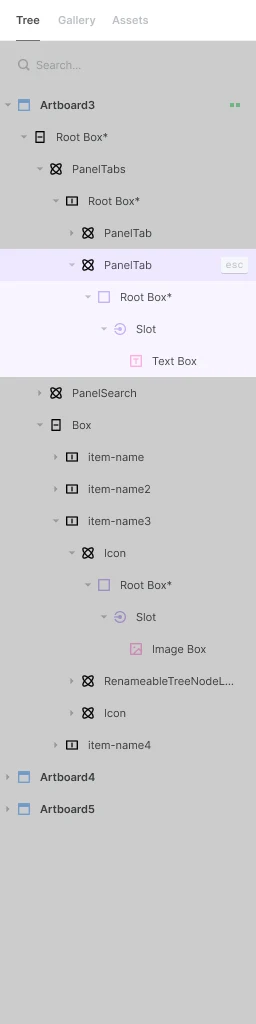 Tree Gallery Assets
Search...
Artboard3
Root Box*
PanelTabs
Root Box*
PanelTab
PanelTab esc
Root Box*
Slot
Text Box
PanelSearch
Box
item-name
item-name2
item-name3
Icon
Root Box*
Slot
Image Box
RenameableTreeNodeL...
Icon
item-name4
Artboard4
Artboard5